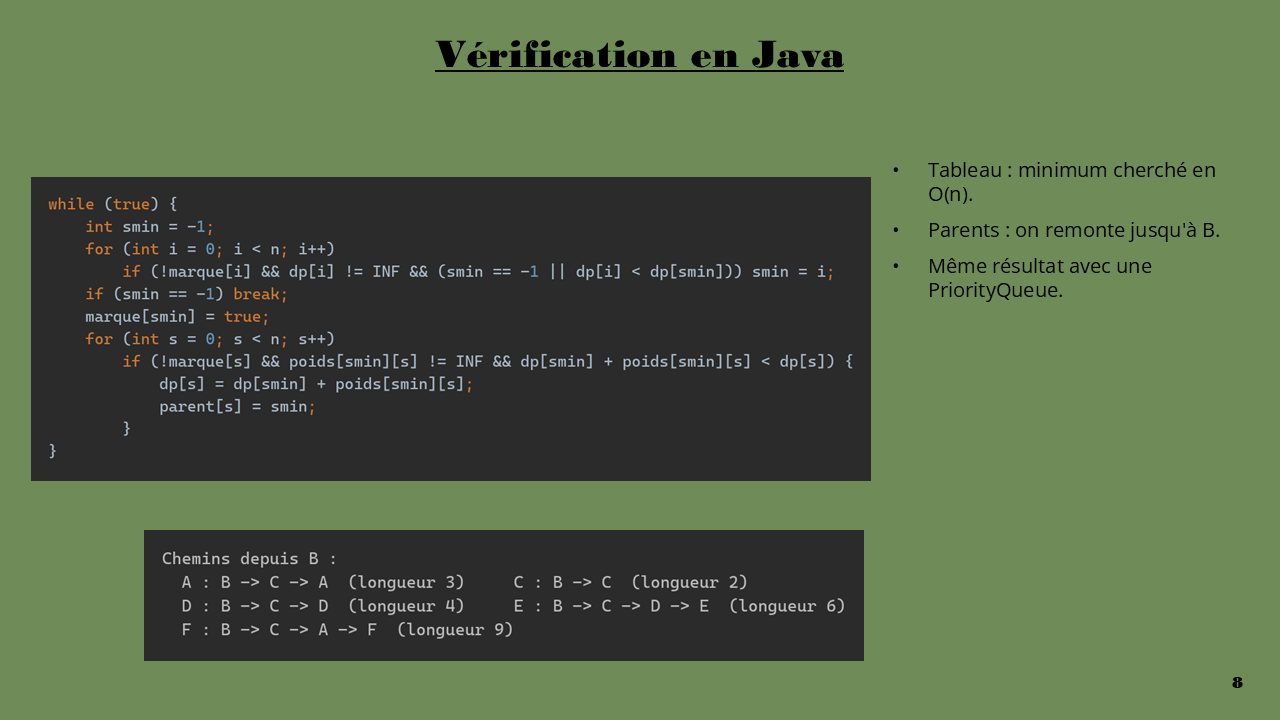 Vérification en Java
while (true) {
    int smin = -1;
    for (int i = 0; i < n; i++)
        if (!marque[i] && dp[i] != INF && (smin == -1 || dp[i] < dp[smin])) smin = i;
    if (smin == -1) break;
    marque[smin] = true;
    for (int s = 0; s < n; s++)
        if (!marque[s] && poids[smin][s] != INF && dp[smin] + poids[smin][s] < dp[s]) {
            dp[s] = dp[smin] + poids[smin][s];
            parent[s] = smin;
        }
}
• Tableau : minimum cherché en
O(n).
• Parents : on remonte jusqu'à B.
• Même résultat avec une
PriorityQueue.
Chemins depuis B :
  A : B -> C -> A  (longueur 3)     C : B -> C  (longueur 2)
  D : B -> C -> D  (longueur 4)     E : B -> C -> D -> E  (longueur 6)
  F : B -> C -> A -> F  (longueur 9)
8